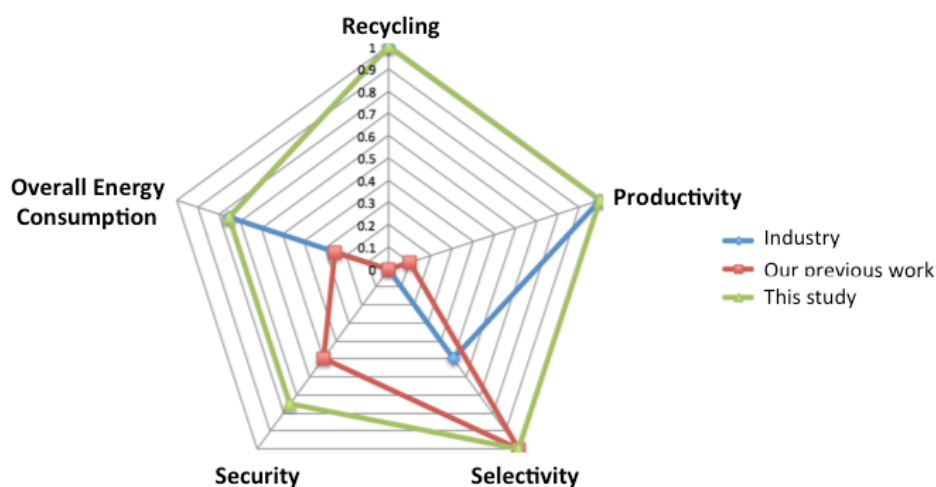 Recycling
1
0.9
0.8
0.7
0.6
0.5
0.4
0.3
0.2
0.1
0
Overall Energy
Consumption
Productivity
Industry
Our previous work
This study
Security
Selectivity